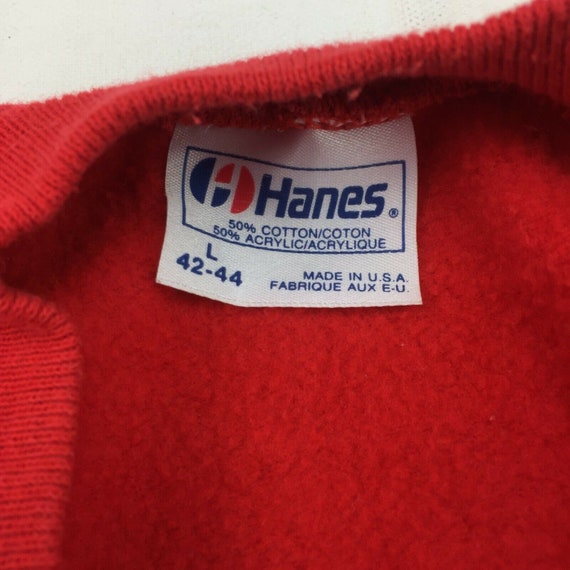 Hanes®
50% COTTON/COTON
50% ACRYLIC/ACRYLIQUE
L
42-44
MADE IN U.S.A.
FABRIQUE AUX E-U.